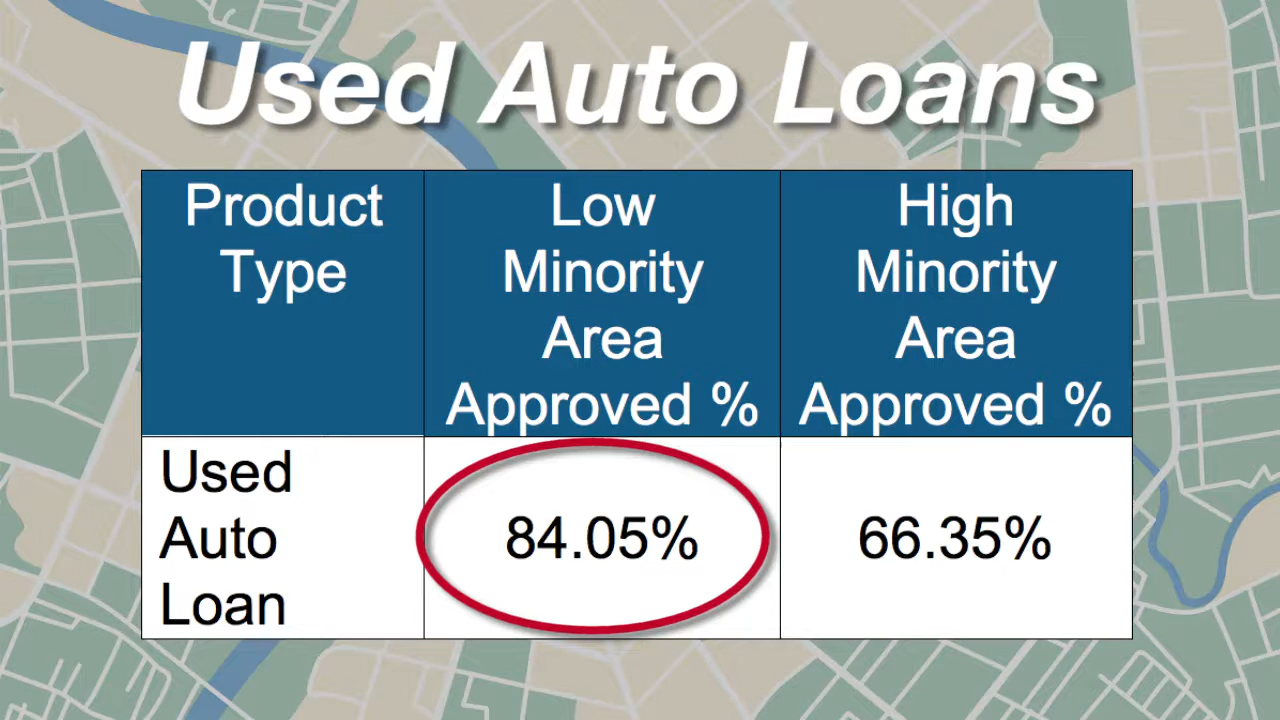 Used Auto Loans
Product
Type
Low
Minority
Area
Approved %
High
Minority
Area
Approved %
Used
Auto
Loan
84.05%
66.35%